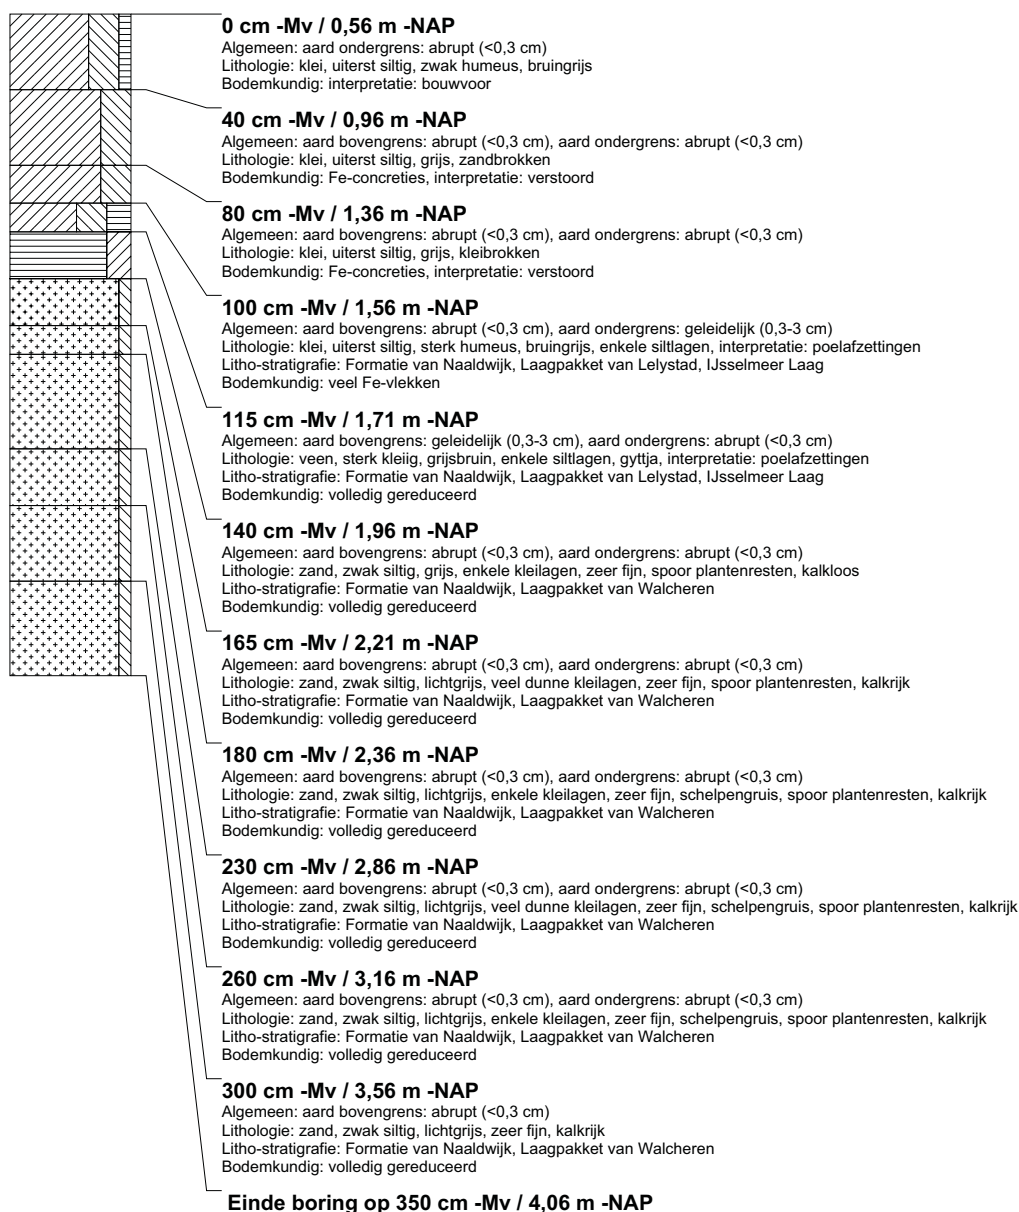 0 cm -Mv / 0,56 m -NAP
Algemeen: aard ondergrens: abrupt (<0,3 cm)
Lithologie: klei, uiterst siltig, zwak humeus, bruingrijs
Bodemkundig: interpretatie: bouwvoor
40 cm -Mv / 0,96 m -NAP
Algemeen: aard bovengrens: abrupt (<0,3 cm), aard ondergrens: abrupt (<0,3 cm)
Lithologie: klei, uiterst siltig, grijs, zandbrokken
Bodemkundig: Fe-concreties, interpretatie: verstoord
80 cm -Mv / 1,36 m -NAP
Algemeen: aard bovengrens: abrupt (<0,3 cm), aard ondergrens: abrupt (<0,3 cm)
Lithologie: klei, uiterst siltig, grijs, kleibrokken
Bodemkundig: Fe-concreties, interpretatie: verstoord
100 cm -Mv / 1,56 m -NAP
Algemeen: aard bovengrens: abrupt (<0,3 cm), aard ondergrens: geleidelijk (0,3-3 cm)
Lithologie: klei, uiterst siltig, sterk humeus, bruingrijs, enkele siltlagen, interpretatie: poelafzettingen
Litho-stratigrafie: Formatie van Naaldwijk, Laagpakket van Lelystad, IJsselmeer Laag
Bodemkundig: veel Fe-vlekken
115 cm -Mv / 1,71 m -NAP
Algemeen: aard bovengrens: geleidelijk (0,3-3 cm), aard ondergrens: abrupt (<0,3 cm)
Lithologie: veen, sterk kleiig, grijsbruin, enkele siltlagen, gyttja, interpretatie: poelafzettingen
Litho-stratigrafie: Formatie van Naaldwijk, Laagpakket van Lelystad, IJsselmeer Laag
Bodemkundig: volledig gereduceerd
140 cm -Mv / 1,96 m -NAP
Algemeen: aard bovengrens: abrupt (<0,3 cm), aard ondergrens: abrupt (<0,3 cm)
Lithologie: zand, zwak siltig, grijs, enkele kleilagen, zeer fijn, spoor plantenresten, kalkloos
Litho-stratigrafie: Formatie van Naaldwijk, Laagpakket van Walcheren
Bodemkundig: volledig gereduceerd
165 cm -Mv / 2,21 m -NAP
Algemeen: aard bovengrens: abrupt (<0,3 cm), aard ondergrens: abrupt (<0,3 cm)
Lithologie: zand, zwak siltig, lichtgrijs, veel dunne kleilagen, zeer fijn, spoor plantenresten, kalkrijk
Litho-stratigrafie: Formatie van Naaldwijk, Laagpakket van Walcheren
Bodemkundig: volledig gereduceerd
180 cm -Mv / 2,36 m -NAP
Algemeen: aard bovengrens: abrupt (<0,3 cm), aard ondergrens: abrupt (<0,3 cm)
Lithologie: zand, zwak siltig, lichtgrijs, enkele kleilagen, zeer fijn, schelpengruis, spoor plantenresten, kalkrijk
Litho-stratigrafie: Formatie van Naaldwijk, Laagpakket van Walcheren
Bodemkundig: volledig gereduceerd
230 cm -Mv / 2,86 m -NAP
Algemeen: aard bovengrens: abrupt (<0,3 cm), aard ondergrens: abrupt (<0,3 cm)
Lithologie: zand, zwak siltig, lichtgrijs, veel dunne kleilagen, zeer fijn, schelpengruis, spoor plantenresten, kalkrijk
Litho-stratigrafie: Formatie van Naaldwijk, Laagpakket van Walcheren
Bodemkundig: volledig gereduceerd
260 cm -Mv / 3,16 m -NAP
Algemeen: aard bovengrens: abrupt (<0,3 cm), aard ondergrens: abrupt (<0,3 cm)
Lithologie: zand, zwak siltig, lichtgrijs, enkele kleilagen, zeer fijn, schelpengruis, spoor plantenresten, kalkrijk
Litho-stratigrafie: Formatie van Naaldwijk, Laagpakket van Walcheren
Bodemkundig: volledig gereduceerd
300 cm -Mv / 3,56 m -NAP
Algemeen: aard bovengrens: abrupt (<0,3 cm)
Lithologie: zand, zwak siltig, lichtgrijs, zeer fijn, kalkrijk
Litho-stratigrafie: Formatie van Naaldwijk, Laagpakket van Walcheren
Bodemkundig: volledig gereduceerd
Einde boring op 350 cm -Mv / 4,06 m -NAP